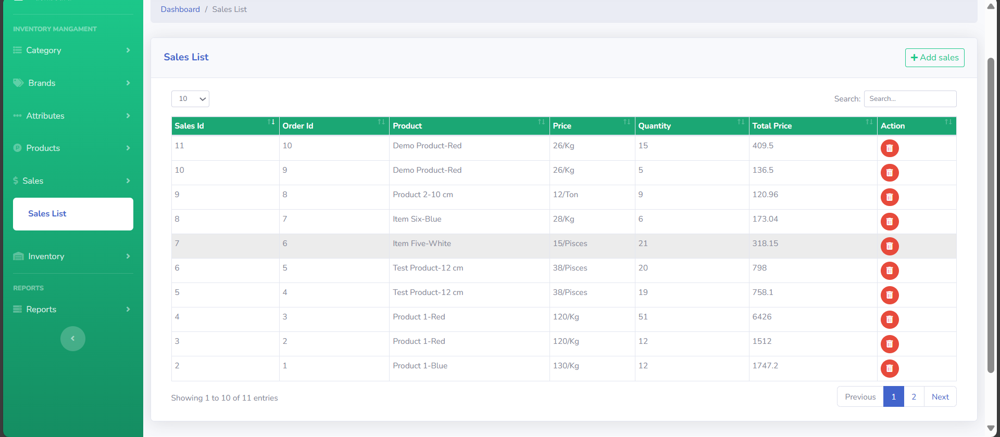 Dashboard / Sales List
INVENTORY MANGAMENT
Category
Brands
Attributes
Products
Sales
Sales List
Inventory
REPORTS
Reports
Sales List
Add sales
10
Search: Search...
Sales Id Order Id Product Price Quantity Total Price Action
11 10 Demo Product-Red 26/Kg 15 409.5
10 9 Demo Product-Red 26/Kg 5 136.5
9 8 Product 2-10 cm 12/Ton 9 120.96
8 7 Item Six-Blue 28/Kg 6 173.04
7 6 Item Five-White 15/Pisces 21 318.15
6 5 Test Product-12 cm 38/Pisces 20 798
5 4 Test Product-12 cm 38/Pisces 19 758.1
4 3 Product 1-Red 120/Kg 51 6426
3 2 Product 1-Red 120/Kg 12 1512
2 1 Product 1-Blue 130/Kg 12 1747.2
Showing 1 to 10 of 11 entries
Previous 1 2 Next